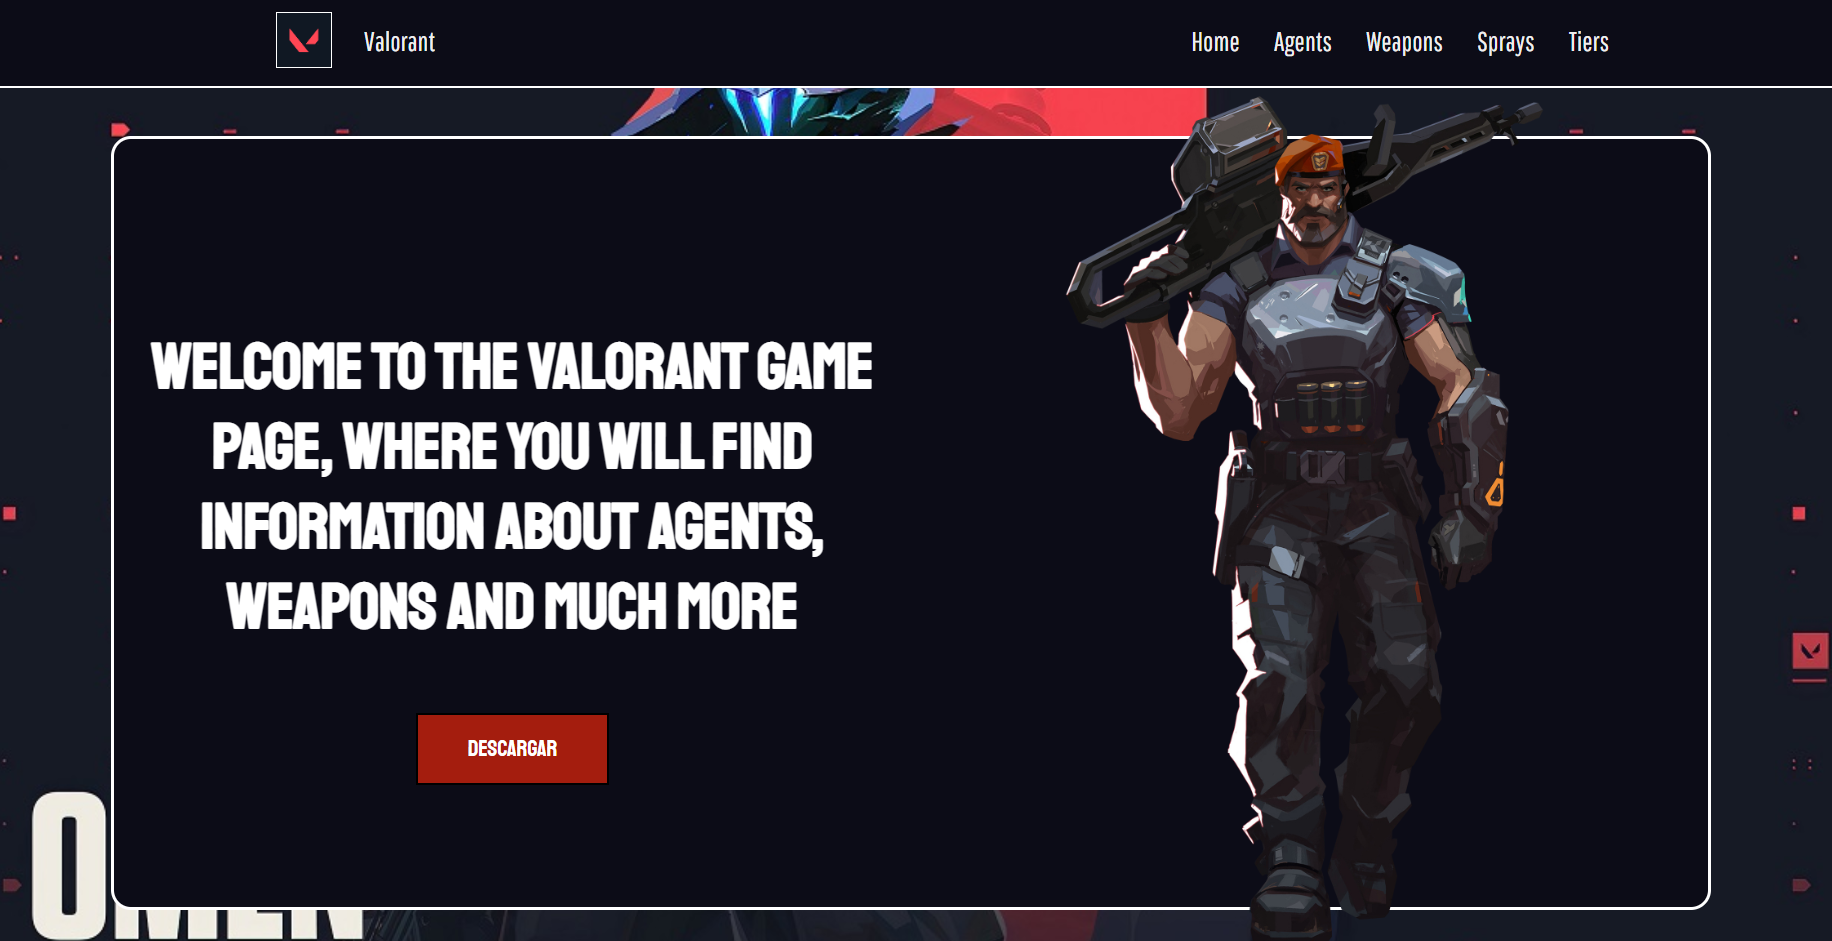 Valorant
Home Agents Weapons Sprays Tiers
WELCOME TO THE VALORANT GAME
PAGE, WHERE YOU WILL FIND
INFORMATION ABOUT AGENTS,
WEAPONS AND MUCH MORE
DESCARGAR
OMEN